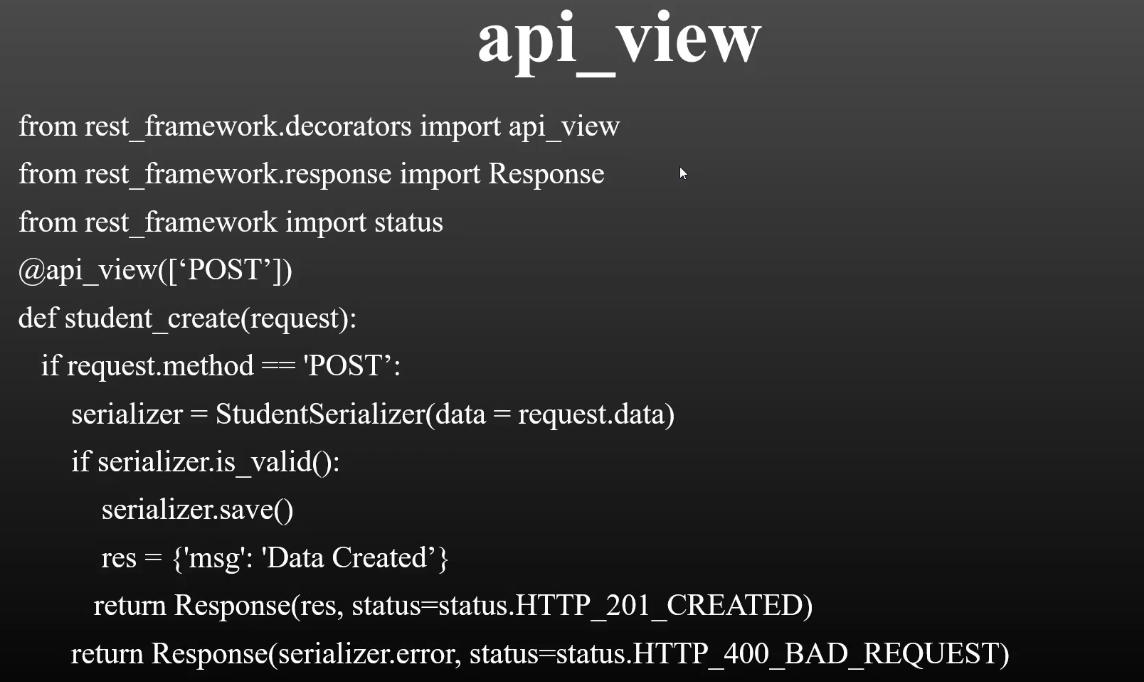 api_view
from rest_framework.decorators import api_view
from rest_framework.response import Response
from rest_framework import status
@api_view([‘POST’])
def student_create(request):
if request.method == 'POST’:
serializer = StudentSerializer(data = request.data)
if serializer.is_valid():
serializer.save()
res = {'msg': 'Data Created’}
return Response(res, status=status.HTTP_201_CREATED)
return Response(serializer.error, status=status.HTTP_400_BAD_REQUEST)